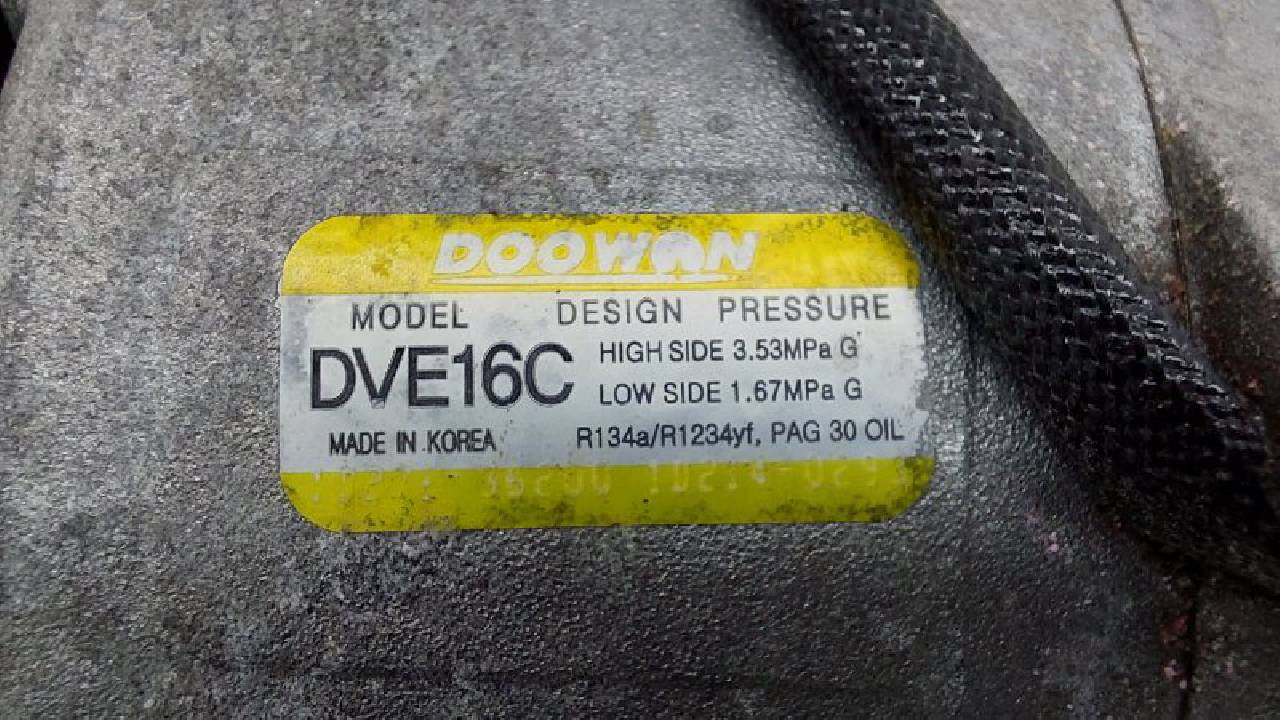 DOOWON
MODEL DESIGN PRESSURE
DVE16C HIGH SIDE 3.53MPa G
LOW SIDE 1.67MPa G
MADE IN KOREA R134a/R1234yf, PAG 30 OIL